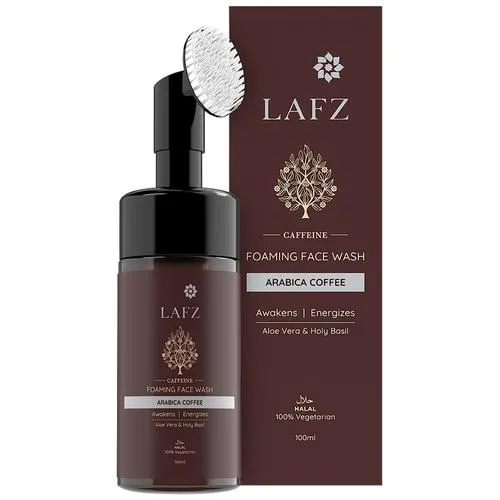 LAFZ
CAFFEINE
FOAMING FACE WASH
ARABICA COFFEE
Awakens | Energizes
Aloe Vera & Holy Basil
حلال
HALAL
100% Vegetarian
100ml
LAFZ
CAFFEINE
FOAMING FACE WASH
ARABICA COFFEE
Awakens | Energizes
Aloe Vera & Holy Basil
حلال
HALAL
100% Vegetarian
100ml